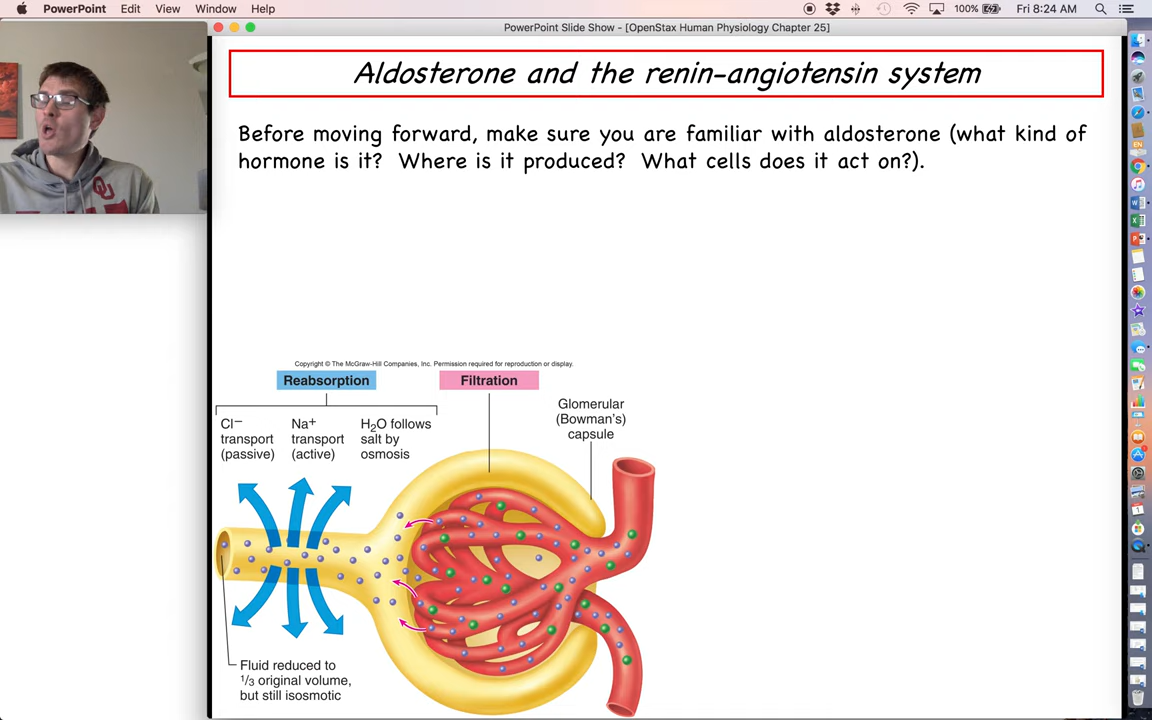 PowerPoint Edit View Window Help
100% Fri 8:24 AM
PowerPoint Slide Show - [OpenStax Human Physiology Chapter 25]
Aldosterone and the renin-angiotensin system
Before moving forward, make sure you are familiar with aldosterone (what kind of
hormone is it? Where is it produced? What cells does it act on?).
Copyright © The McGraw-Hill Companies, Inc. Permission required for reproduction or display.
Reabsorption
Filtration
Glomerular
(Bowman's)
capsule
Cl−
transport
(passive)
Na+
transport
(active)
H2O follows
salt by
osmosis
Fluid reduced to
1/3 original volume,
but still isosmotic
OU